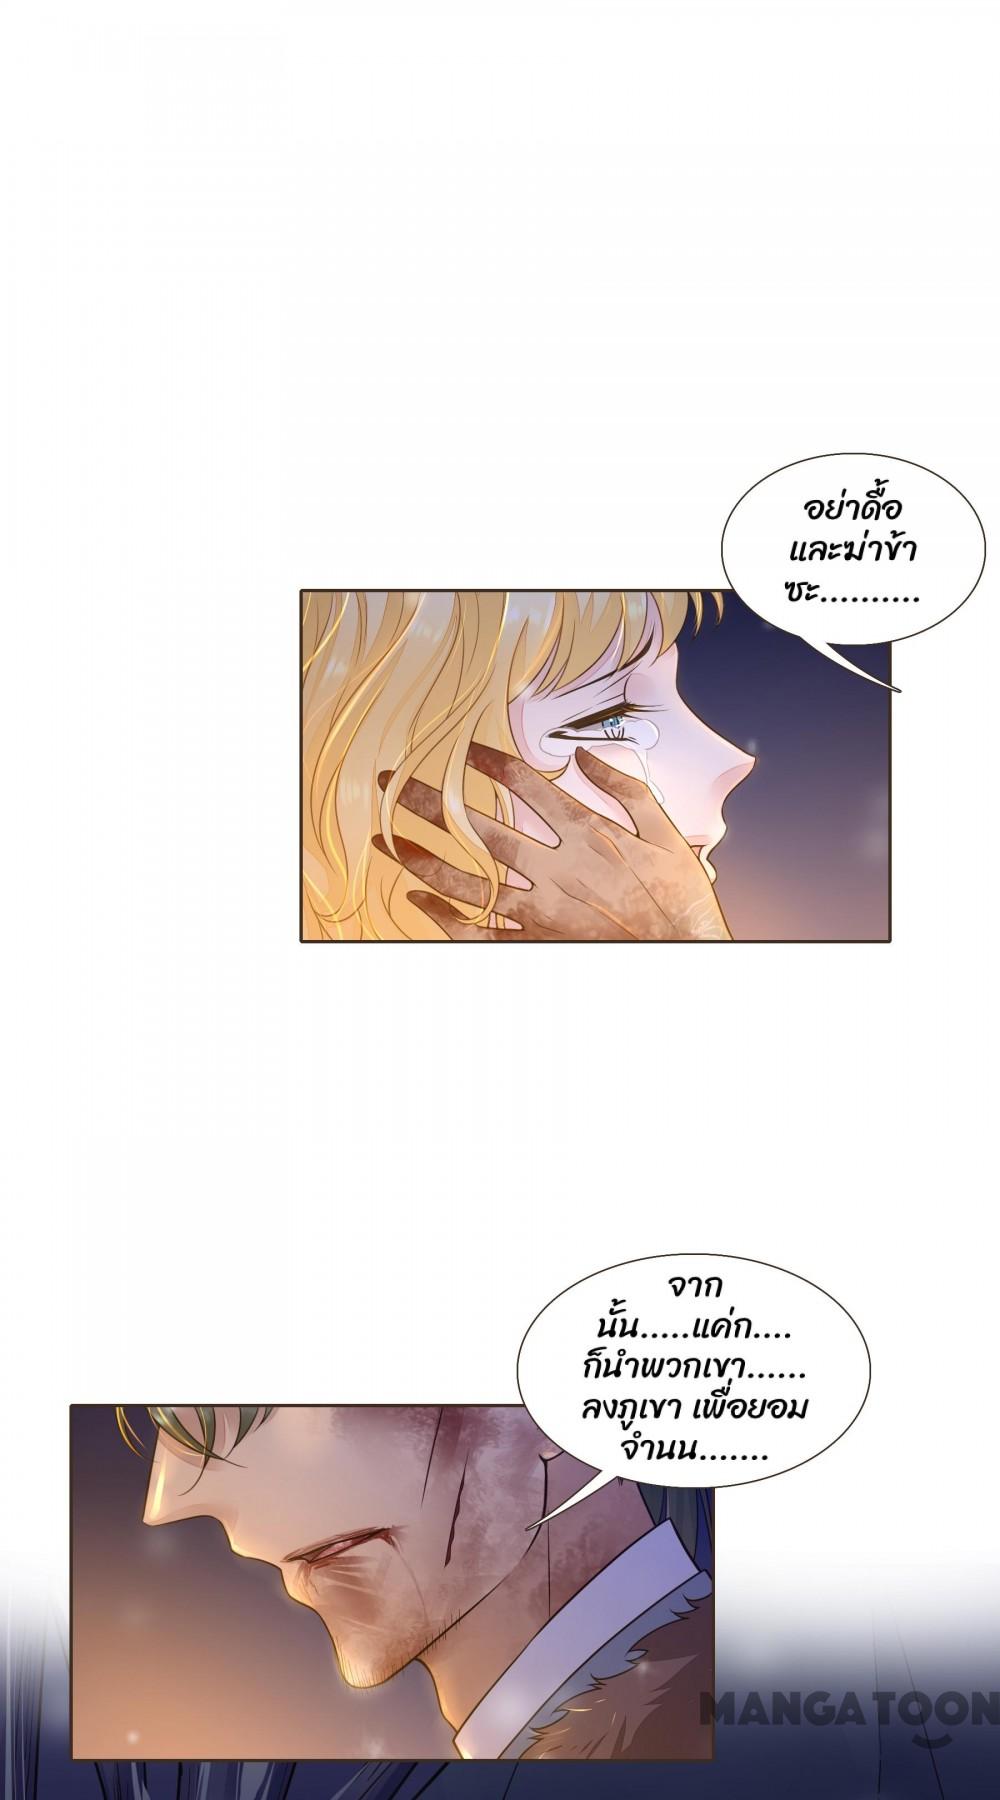 อย่าดื้อ
และฆ่าข้า
ซะ..........
จาก
นั้น.....แค่ก....
ก็นำพวกเขา......
ลงภูเขา เพื่อยอม
จำนน.......
MANGATOON